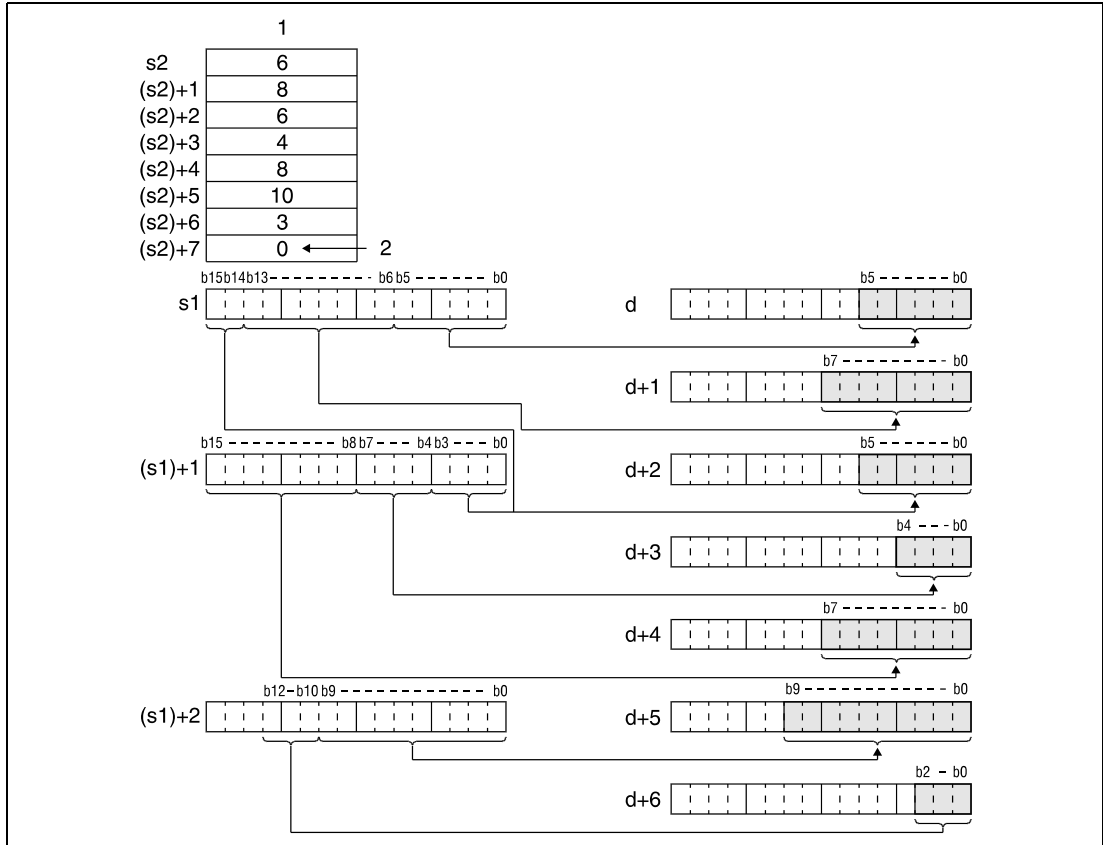 1
s2 6
(s2)+1 8
(s2)+2 6
(s2)+3 4
(s2)+4 8
(s2)+5 10
(s2)+6 3
(s2)+7 0 2
b15 b14 b13 b6 b5 b0
s1
b5 b0
d
b7 b0
d+1
b15 b8 b7 b4 b3 b0
(s1)+1
b5 b0
d+2
b4 b0
d+3
b7 b0
d+4
b12 b10 b9 b0
(s1)+2
b9 b0
d+5
b2 b0
d+6